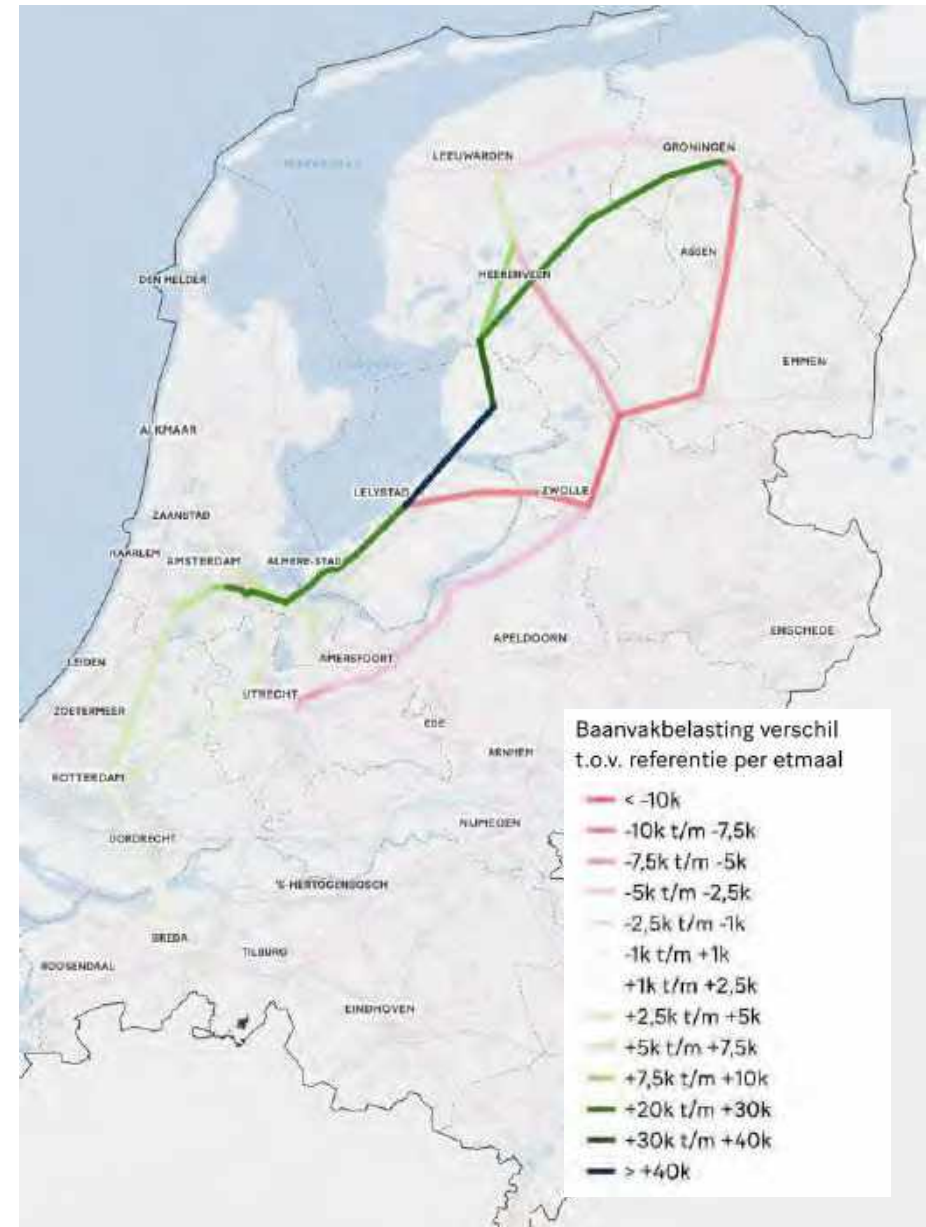 LEEUWARDEN
GRONINGEN
ASSEN
HEERENVEEN
DEN HELDER
EMMEN
ALKMAAR
LELYSTAD
ZWOLLE
ZAANSTAD
HAARLEM
AMSTERDAM
ALMERE-STAD
APELDOORN
ENSCHEDE
AMERSFOORT
LEIDEN
UTRECHT
ZOETERMEER
EDE
ARNHEM
ROTTERDAM
NIJMEGEN
DORDRECHT
'S-HERTOGENBOSCH
BREDA
TILBURG
ROOSENDAAL
EINDHOVEN
Baanvakbelasting verschil
t.o.v. referentie per etmaal
< -10k
-10k t/m -7,5k
-7,5k t/m -5k
-5k t/m -2,5k
-2,5k t/m -1k
-1k t/m +1k
+1k t/m +2,5k
+2,5k t/m +5k
+5k t/m +7,5k
+7,5k t/m +10k
+20k t/m +30k
+30k t/m +40k
> +40k